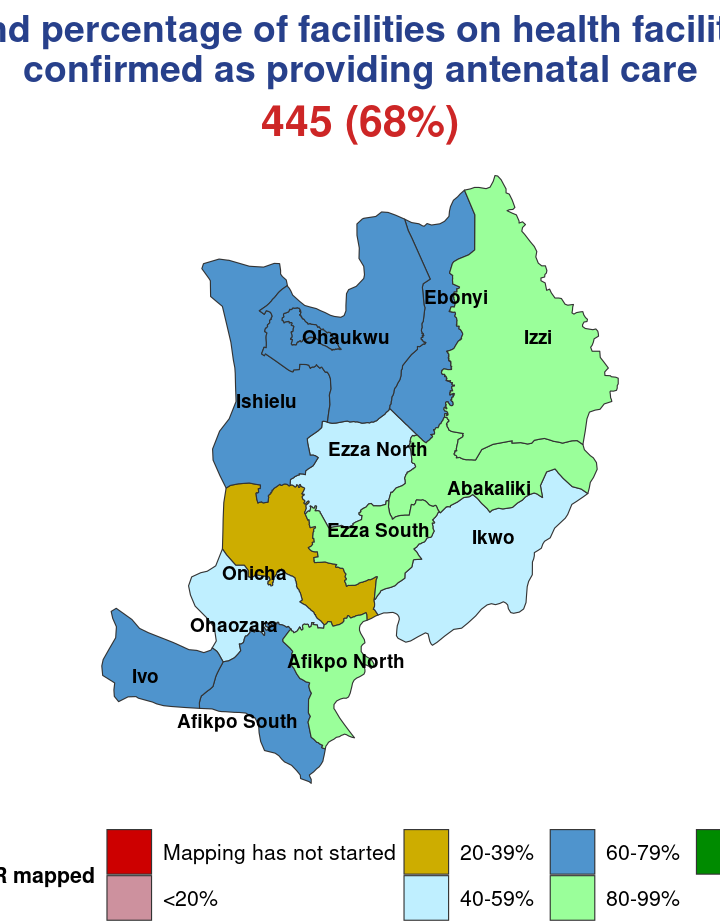 percentage of facilities on health
confirmed as providing antenatal care
445 (68%)
Ebonyi
Ohaukwu
Izzi
Ishielu
Ezza North
Abakaliki
Ezza South
Ikwo
Onicha
Ohaozara
Afikpo North
Ivo
Afikpo South
Mapping has not started
20-39%
60-79%
R mapped
<20%
40-59%
80-99%